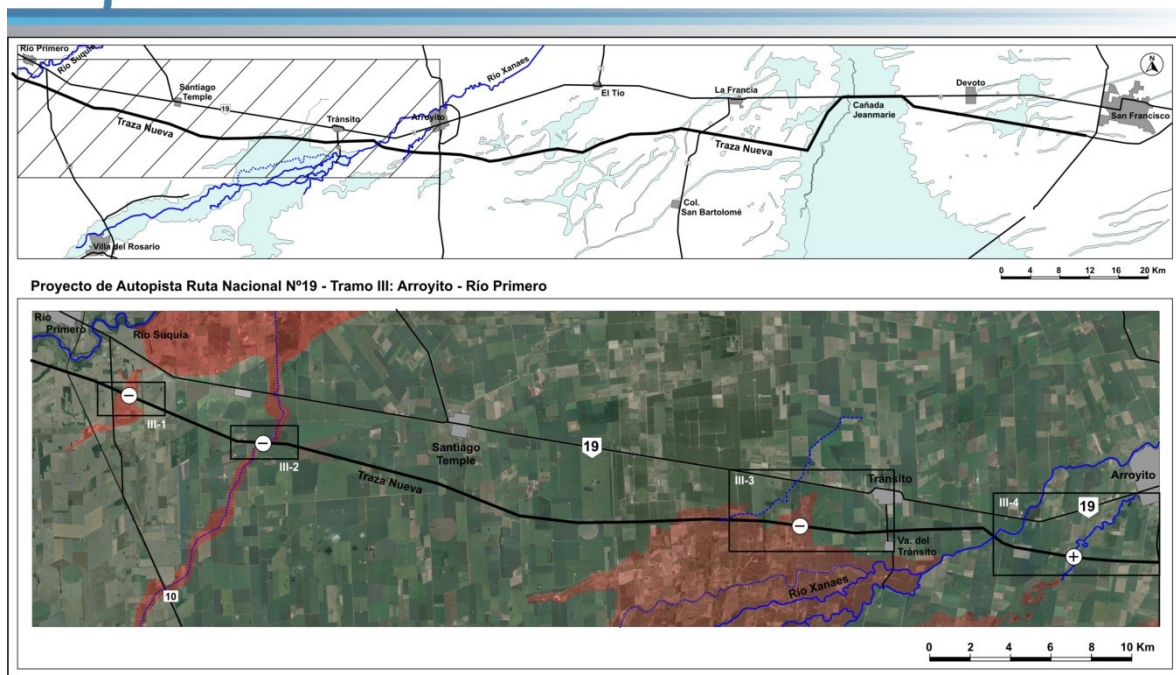 Río Primero
Río Suquía
Santiago
Temple
19
Traza Nueva
Tránsito
Arroyito
Río Xanaes
El Tío
La Francia
Traza Nueva
Col.
San Bartolomé
Cañada
Jeanmarie
Devoto
San Francisco
Villa del Rosario
N
0 4 8 12 16 20 Km
Proyecto de Autopista Ruta Nacional Nº19 - Tramo III: Arroyito - Río Primero
Río
Primero
Río Suquía
III-1
III-2
Santiago
Temple
19
Traza Nueva
III-3
Tránsito
Va. del
Tránsito
III-4
19
Arroyito
Río Xanaes
10
0 2 4 6 8 10 Km